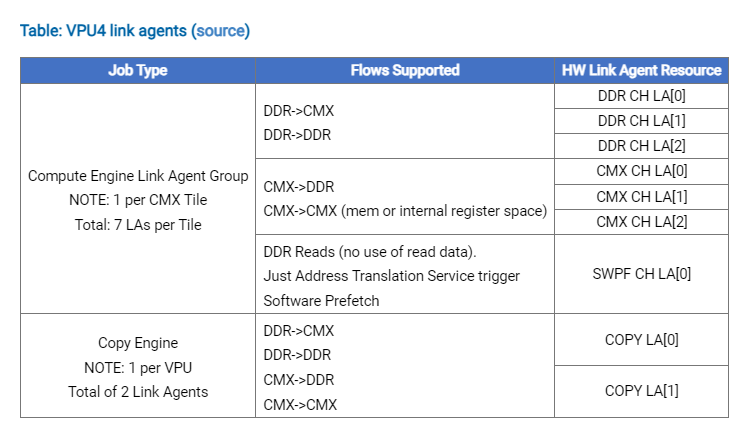 Table: VPU4 link agents (source)
Job Type
Flows Supported
HW Link Agent Resource
Compute Engine Link Agent Group
NOTE: 1 per CMX Tile
Total: 7 LAs per Tile
DDR->CMX
DDR->DDR
DDR CH LA[0]
DDR CH LA[1]
DDR CH LA[2]
CMX->DDR
CMX->CMX (mem or internal register space)
CMX CH LA[0]
CMX CH LA[1]
CMX CH LA[2]
DDR Reads (no use of read data).
Just Address Translation Service trigger
Software Prefetch
SWPF CH LA[0]
Copy Engine
NOTE: 1 per VPU
Total of 2 Link Agents
DDR->CMX
DDR->DDR
CMX->DDR
CMX->CMX
COPY LA[0]
COPY LA[1]